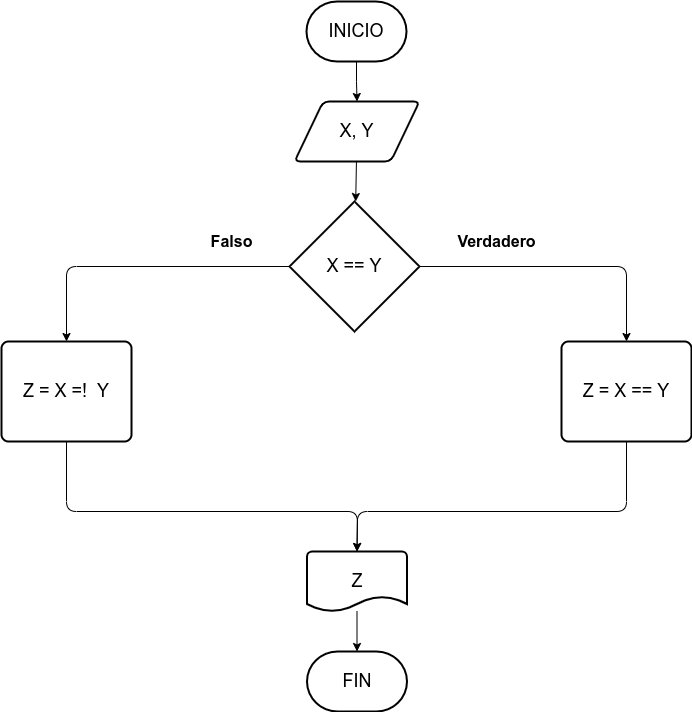 INICIO
X, Y
Falso
Verdadero
X == Y
Z = X =!  Y
Z = X == Y
Z
FIN